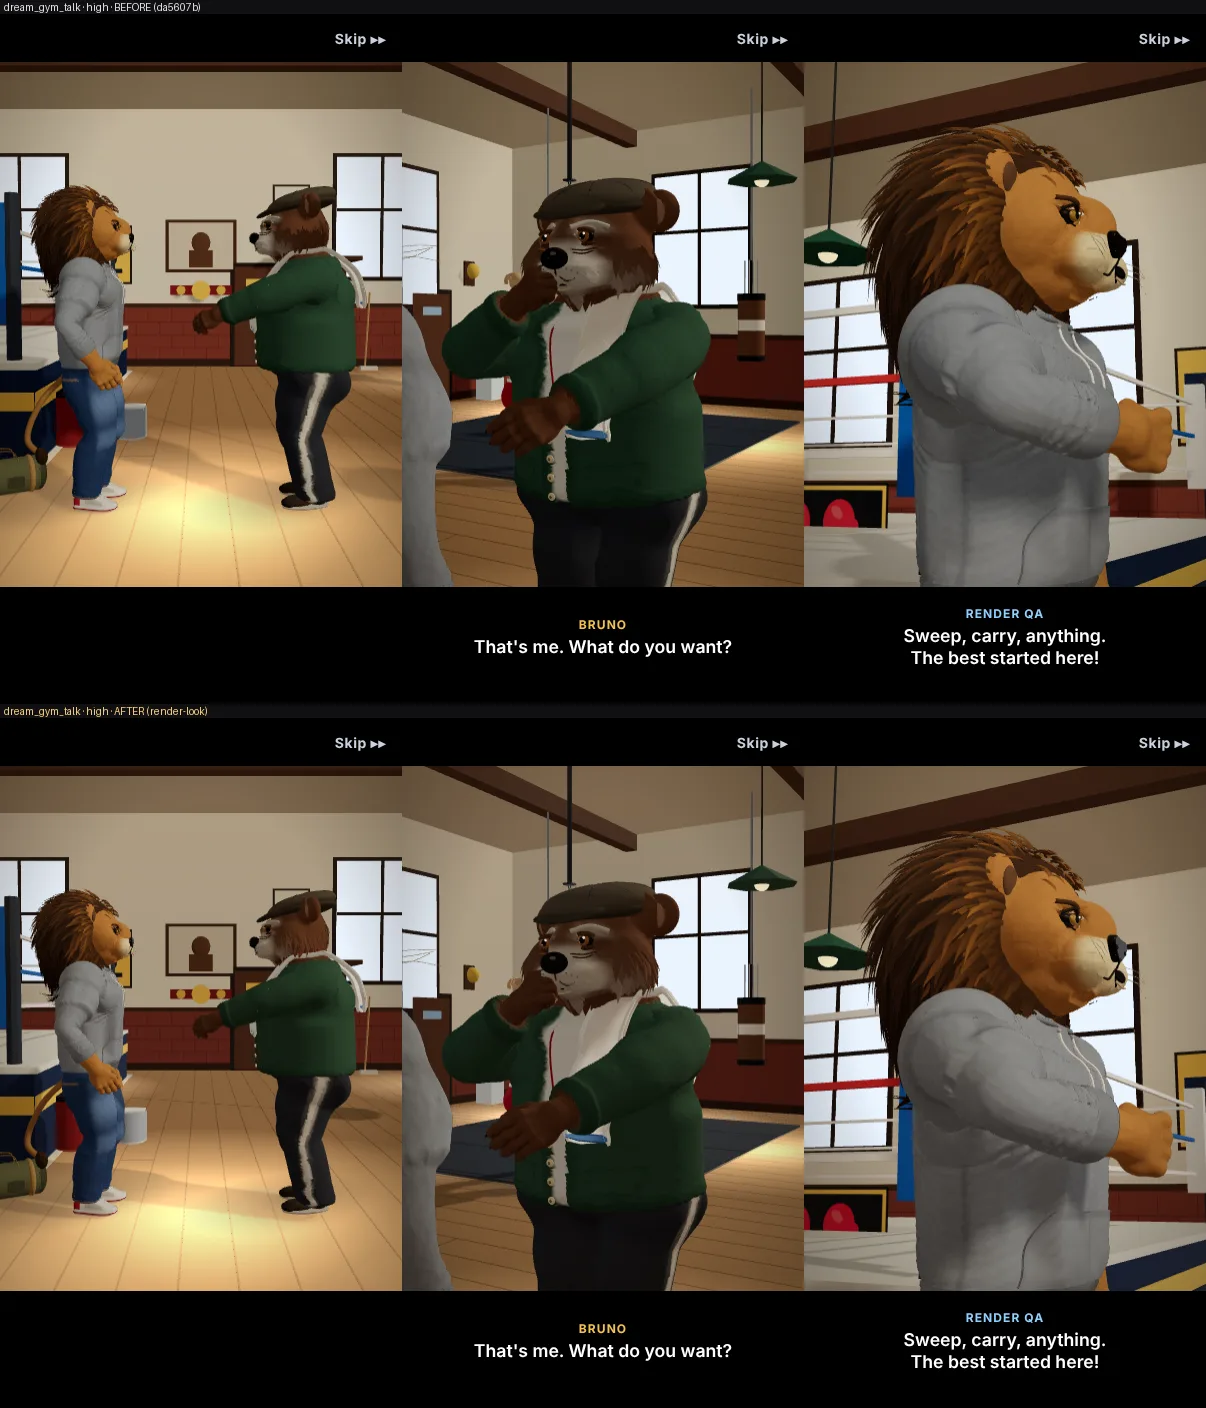 dream_gym_talk · high · BEFORE (da5607b)
Skip ▸▸
Skip ▸▸
Skip ▸▸
BRUNO
That's me. What do you want?
RENDER QA
Sweep, carry, anything.
The best started here!
dream_gym_talk · high · AFTER (render-look)
Skip ▸▸
Skip ▸▸
Skip ▸▸
BRUNO
That's me. What do you want?
RENDER QA
Sweep, carry, anything.
The best started here!